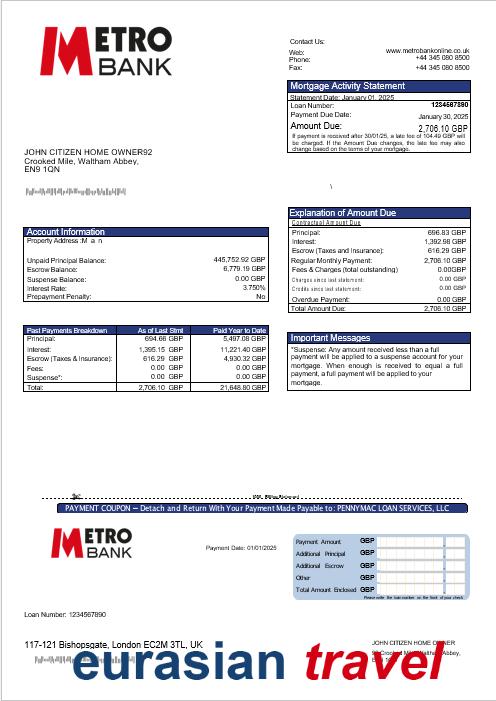 METRO
BANK
Contact Us:
Web: www.metrobankonline.co.uk
Phone: +44 345 080 8500
Fax: +44 345 080 8500
Mortgage Activity Statement
Statement Date: January 01, 2025
Loan Number: 1234567890
Payment Due Date: January 30, 2025
Amount Due: 2,706.10 GBP
If payment is received after 30/01/25, a late fee of 104.49 GBP will
be charged. If the Amount Due changes, the late fee may also
change based on the terms of your mortgage.
JOHN CITIZEN HOME OWNER92
Crooked Mile, Waltham Abbey,
EN9 1QN
\
Account Information
Property Address :M a n
Unpaid Principal Balance: 445,752.92 GBP
Escrow Balance: 6,779.19 GBP
Suspense Balance: 0.00 GBP
Interest Rate: 3.750%
Prepayment Penalty: No
Explanation of Amount Due
Contractual Amount Due
Principal: 696.83 GBP
Interest: 1,392.98 GBP
Escrow (Taxes and Insurance): 616.29 GBP
Regular Monthly Payment: 2,706.10 GBP
Fees & Charges (total outstanding) 0.00GBP
Charges since last statement: 0.00 GBP
Credits since last statement: 0.00 GBP
Overdue Payment: 0.00 GBP
Total Amount Due: 2,706.10 GBP
Past Payments Breakdown As of Last Stmt Paid Year to Date
Principal: 694.66 GBP 5,497.08 GBP
Interest: 1,395.15 GBP 11,221.40 GBP
Escrow (Taxes & Insurance): 616.29 GBP 4,930.32 GBP
Fees: 0.00 GBP 0.00 GBP
Suspense*: 0.00 GBP 0.00 GBP
Total: 2,706.10 GBP 21,648.80 GBP
Important Messages
*Suspense: Any amount received less than a full
payment will be applied to a suspense account for your
mortgage. When enough is received to equal a full
payment, a full payment will be applied to your
mortgage.
PAYMENT COUPON – Detach and Return With Your Payment Made Payable to: PENNYMAC LOAN SERVICES, LLC
METRO
BANK
Payment Date: 01/01/2025
Payment Amount GBP
Additional Principal GBP
Additional Escrow GBP
Other GBP
Total Amount Enclosed GBP
Please write the loan number on the front of your check.
Loan Number: 1234567890
117-121 Bishopsgate, London EC2M 3TL, UK
JOHN CITIZEN HOME OWNER
Crooked Mile, Waltham Abbey,
eurasian travel